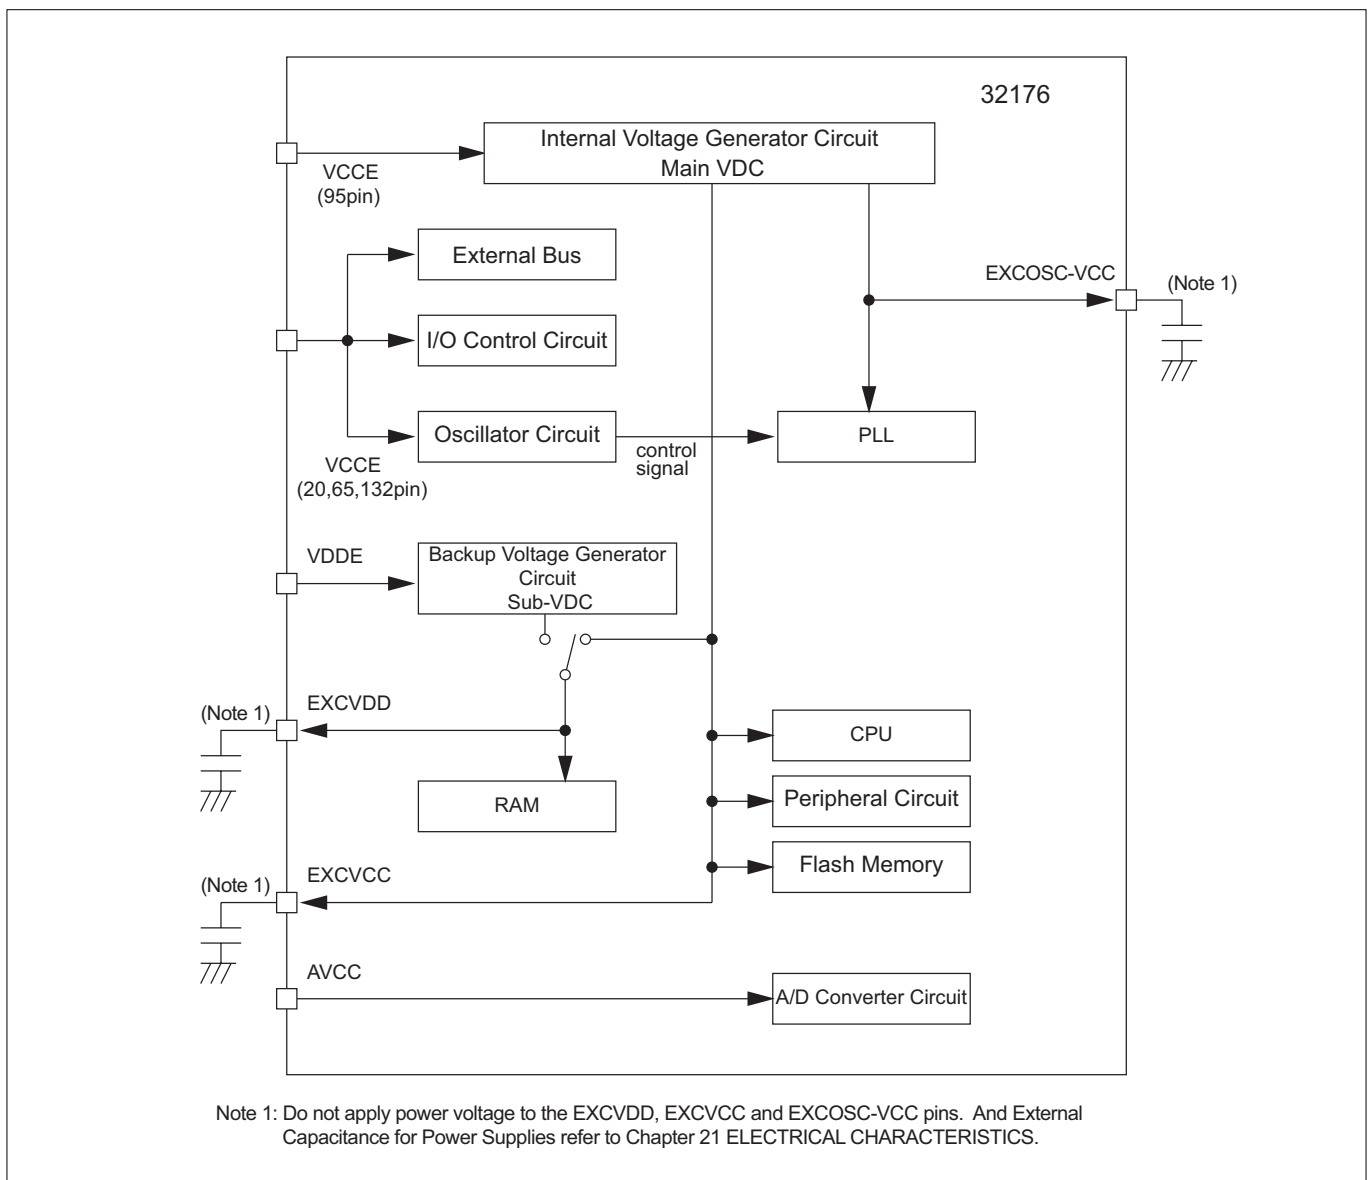 32176
Internal Voltage Generator Circuit
Main VDC
VCCE
(95pin)
External Bus
EXCOSC-VCC
(Note 1)
I/O Control Circuit
Oscillator Circuit
control
signal
PLL
VCCE
(20,65,132pin)
VDDE
Backup Voltage Generator
Circuit
Sub-VDC
EXCVDD
(Note 1)
CPU
RAM
Peripheral Circuit
Flash Memory
EXCVCC
(Note 1)
AVCC
A/D Converter Circuit
Note 1: Do not apply power voltage to the EXCVDD, EXCVCC and EXCOSC-VCC pins. And External
Capacitance for Power Supplies refer to Chapter 21 ELECTRICAL CHARACTERISTICS.